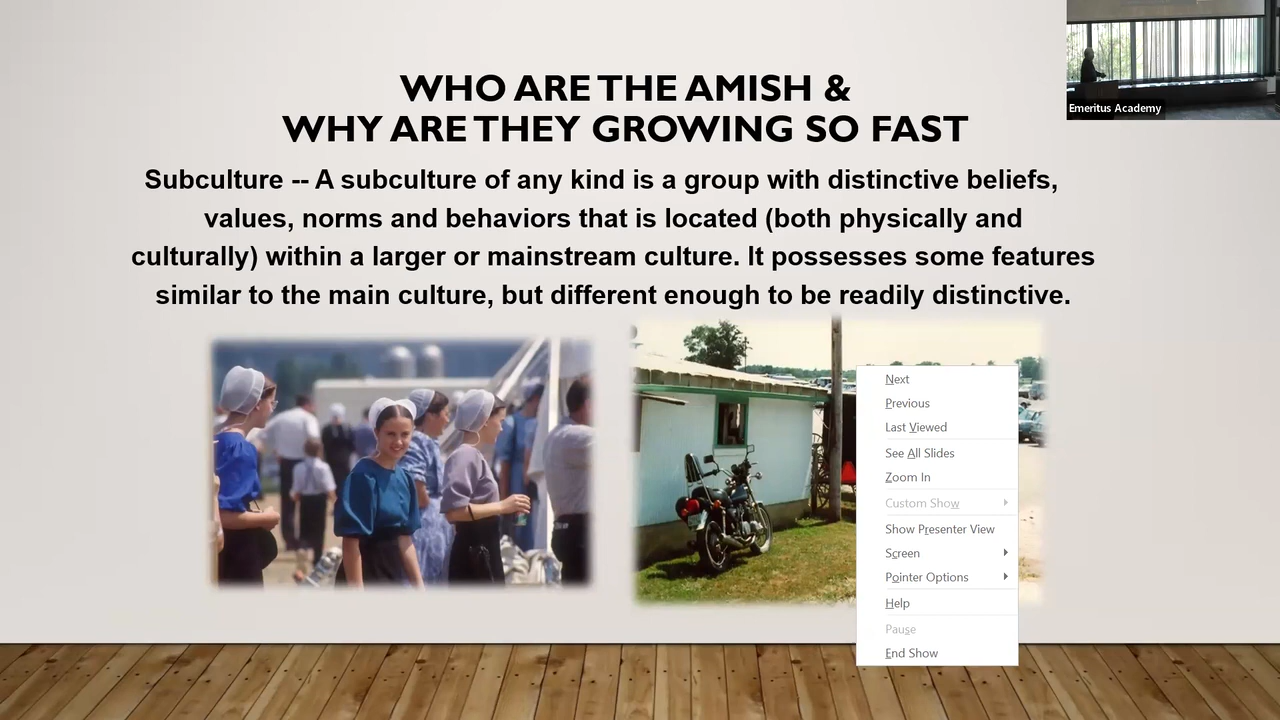 WHO ARE THE AMISH &
WHY ARE THEY GROWING SO FAST
Subculture -- A subculture of any kind is a group with distinctive beliefs,
values, norms and behaviors that is located (both physically and
culturally) within a larger or mainstream culture. It possesses some features
similar to the main culture, but different enough to be readily distinctive.
Emeritus Academy
Next
Previous
Last Viewed
See All Slides
Zoom In
Custom Show
Show Presenter View
Screen
Pointer Options
Help
Pause
End Show